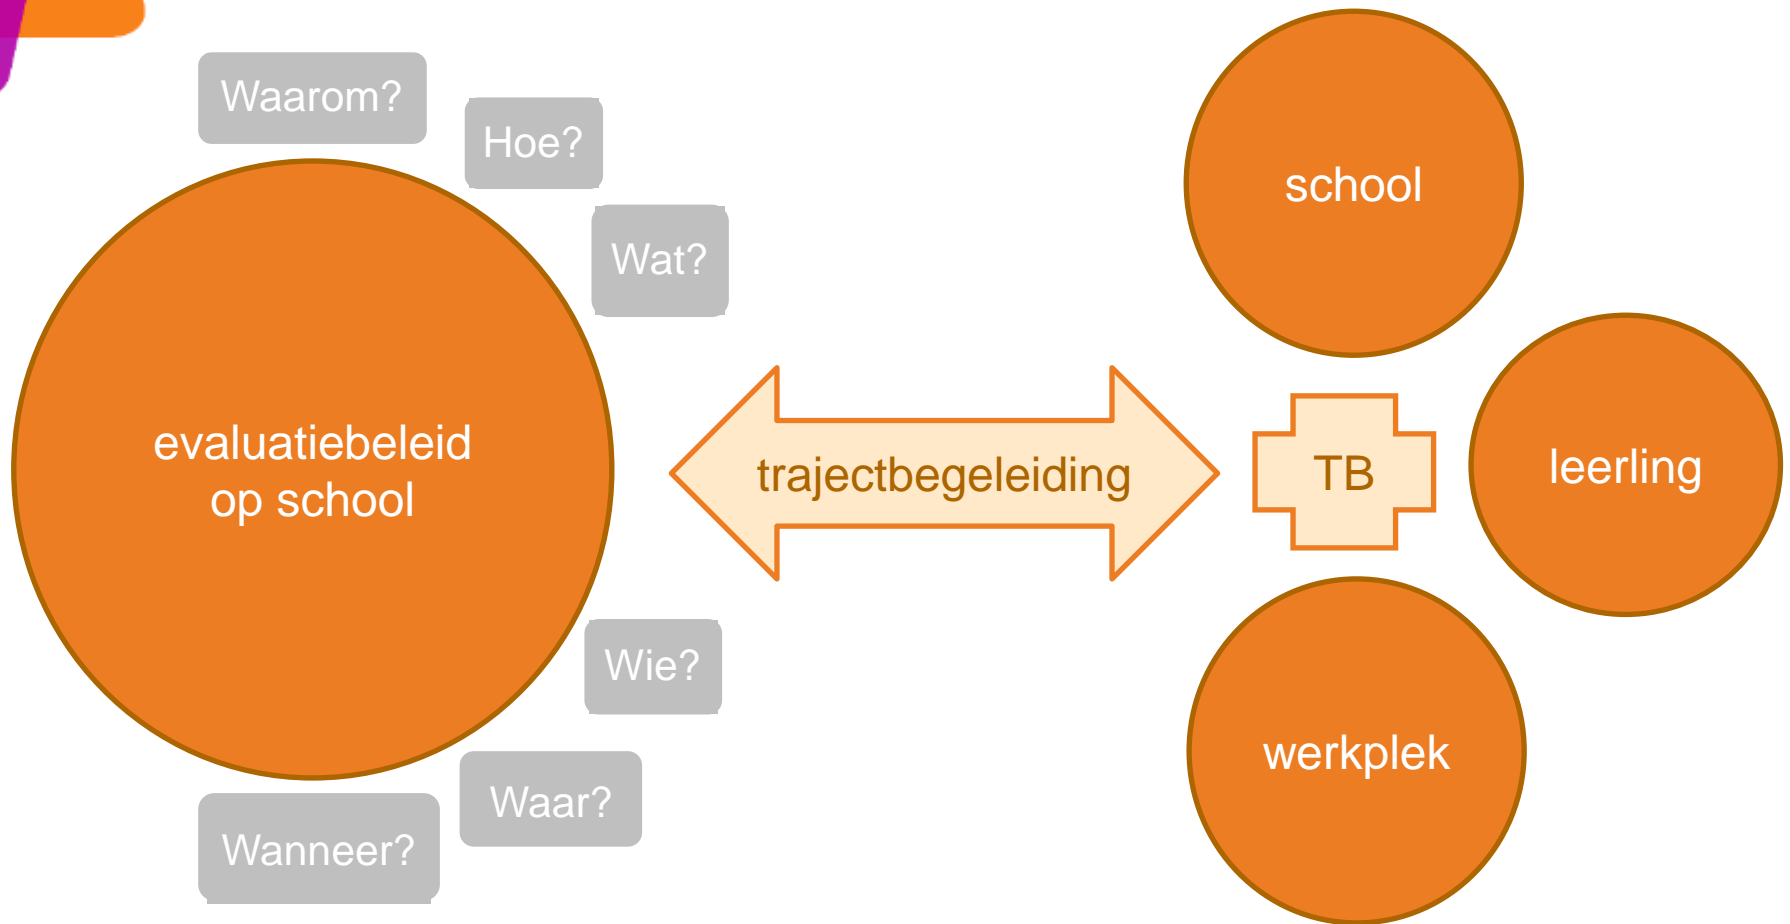 Waarom?
Hoe?
Wat?
evaluatiebeleid
op school
Wie?
Waar?
Wanneer?
trajectbegeleiding
TB
school
leerling
werkplek